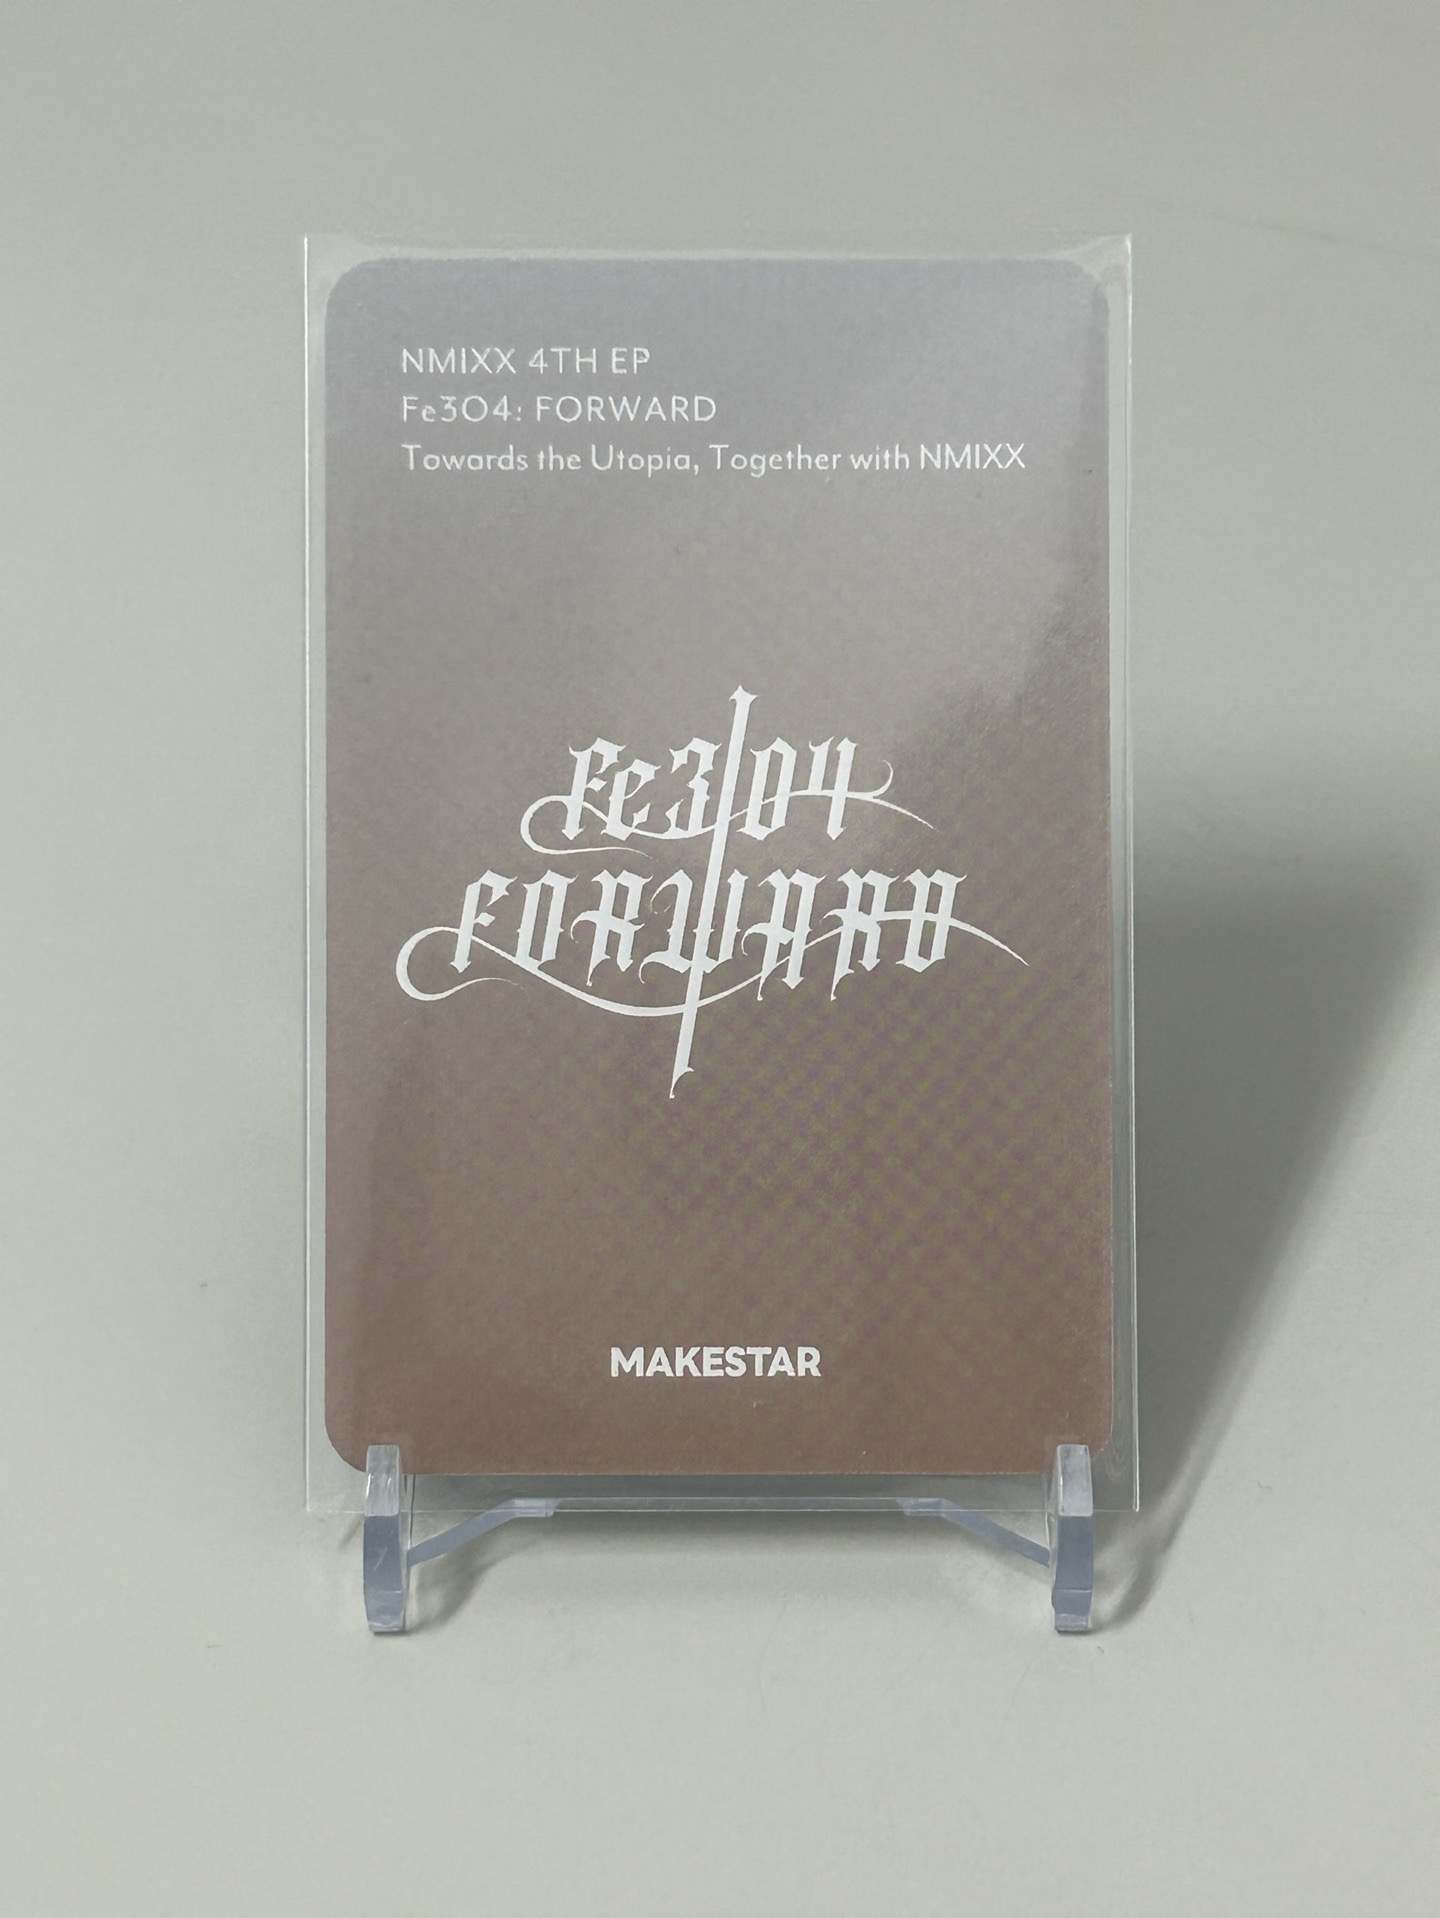 NMIXX 4TH EP
Fe3O4: FORWARD
Towards the Utopia, Together with NMIXX
Fe3O4
FORWARD
MAKESTAR